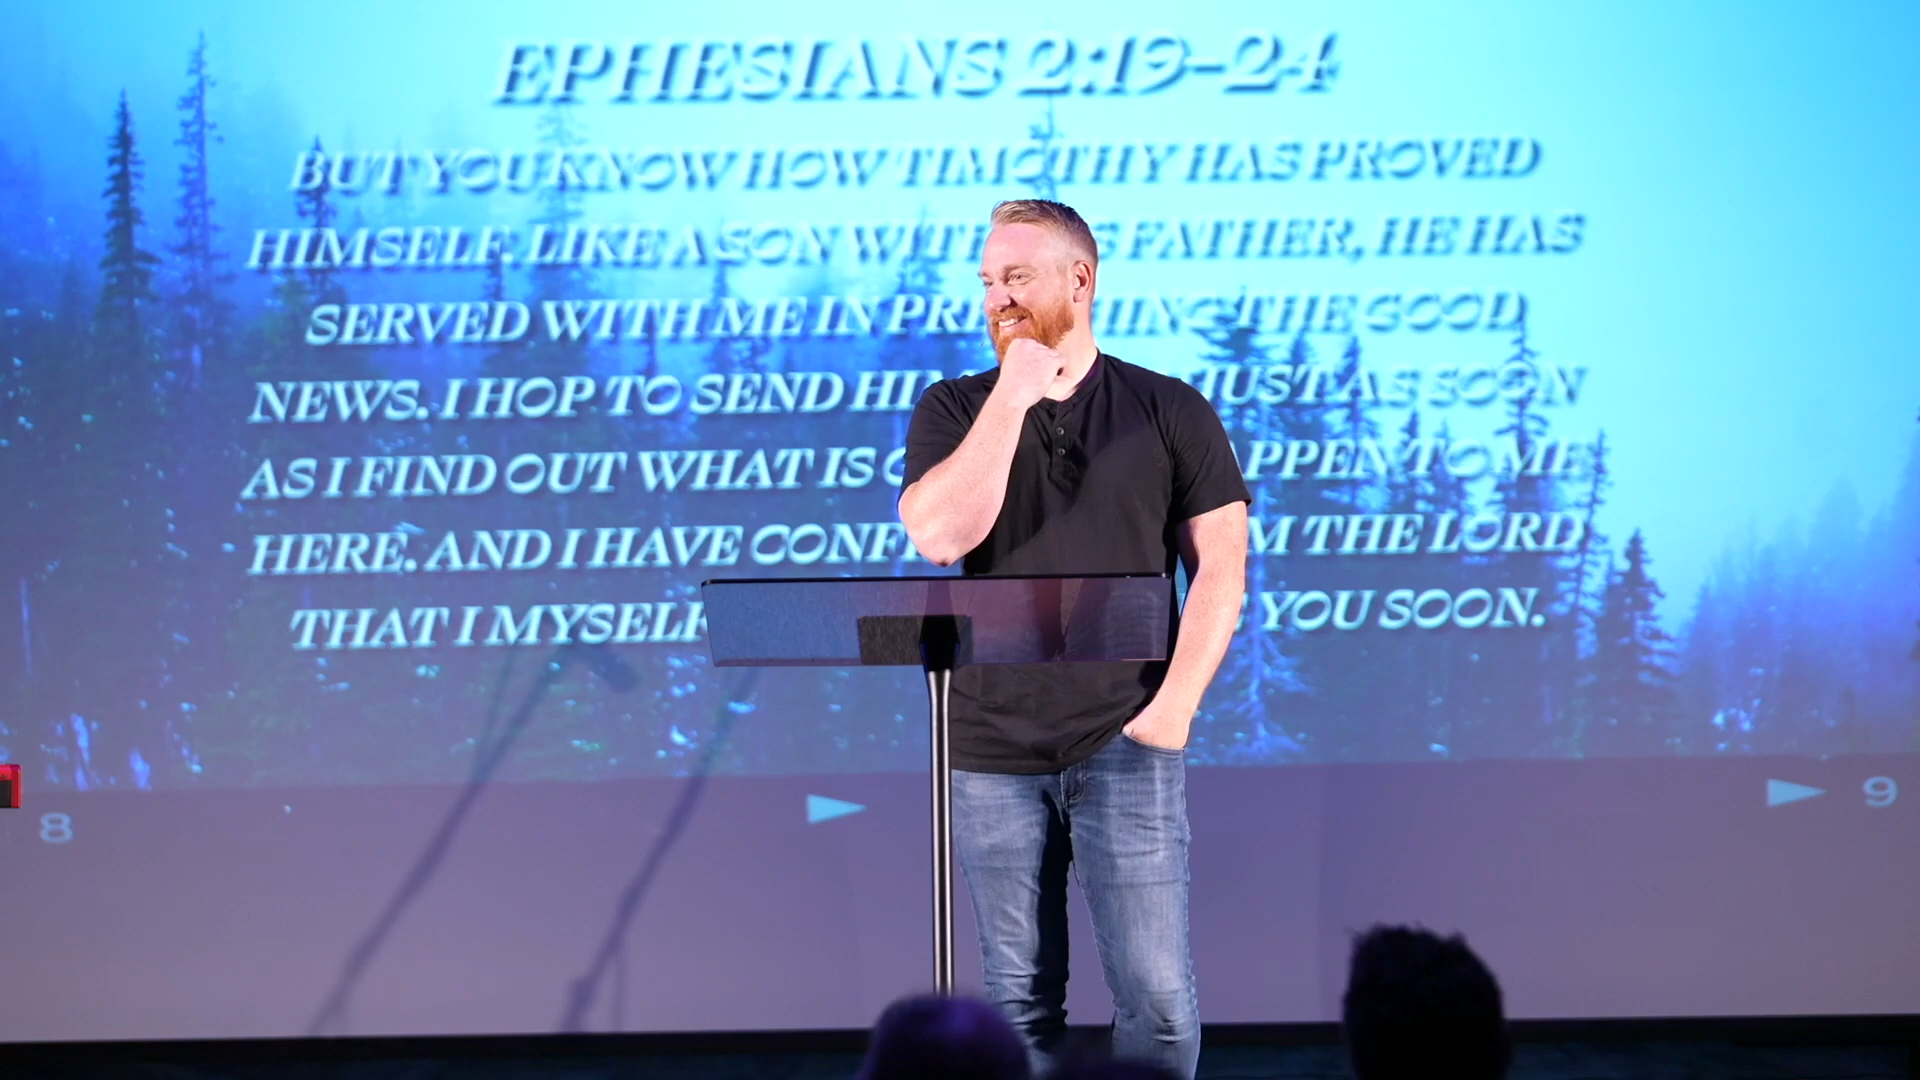 EPHESIANS 2:19-24
BUT YOU KNOW HOW TIMOTHY HAS PROVED
HIMSELF. LIKE A SON WITH FATHER, HE HAS
SERVED WITH ME IN THE GOOD
NEWS. I HOP TO SEND JUST AS SOON
AS I FIND OUT WHAT IS TO ME
HERE. AND I HAVE THE LORD
THAT I YOU SOON.
8
9